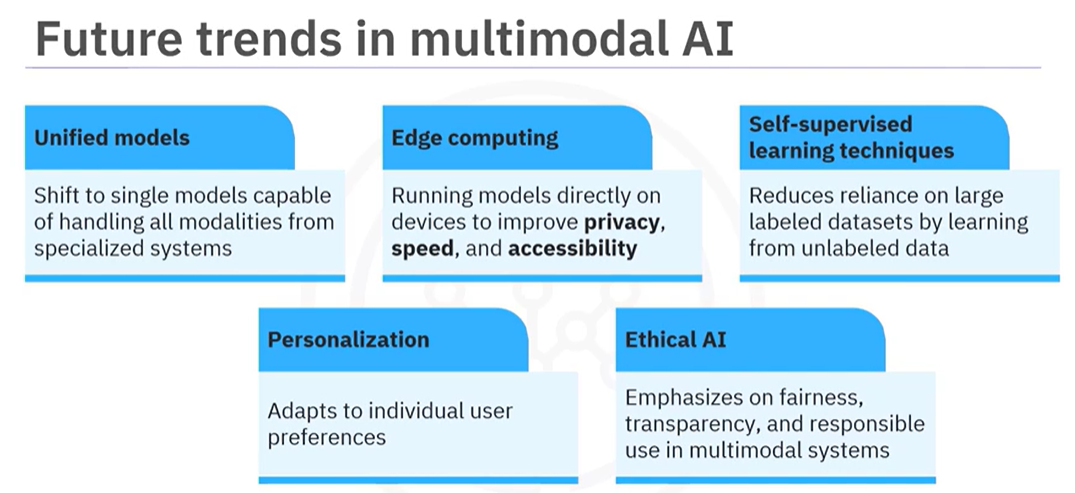 Future trends in multimodal AI
Unified models
Shift to single models capable
of handling all modalities from
specialized systems
Edge computing
Running models directly on
devices to improve privacy,
speed, and accessibility
Self-supervised
learning techniques
Reduces reliance on large
labeled datasets by learning
from unlabeled data
Personalization
Adapts to individual user
preferences
Ethical AI
Emphasizes on fairness,
transparency, and responsible
use in multimodal systems